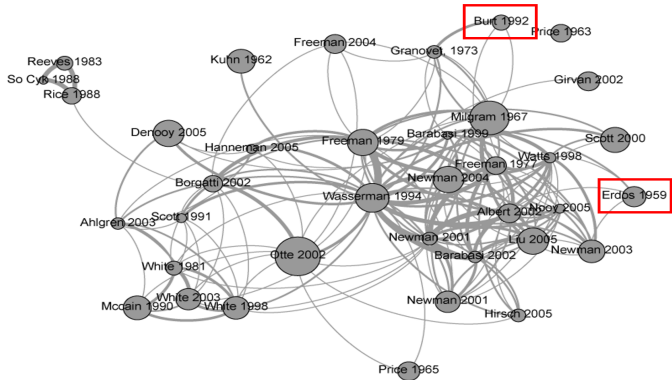 Burt 1992
Price 1963
Freeman 2004
Granovet, 1973
Reeves 1983
Kuhn 1962
So Cyk 1988
Girvan 2002
Rice 1988
Milgram 1967
Denooy 2005
Barabasi 1999
Scott 2000
Freeman 1979
Hanneman 2005
Watts 1998
Freeman 1977
Newman 2004
Borgatti 2002
Wasserman 1994
Erdos 1959
Nooy 2005
Albert 2002
Scott 1991
Ahlgren 2003
Newman 2001
Liu 2005
Newman 2003
Otte 2002
Barabasi 2002
White 1981
White 2003
Newman 2001
Mccain 1990
White 1998
Hirsch 2005
Price 1965